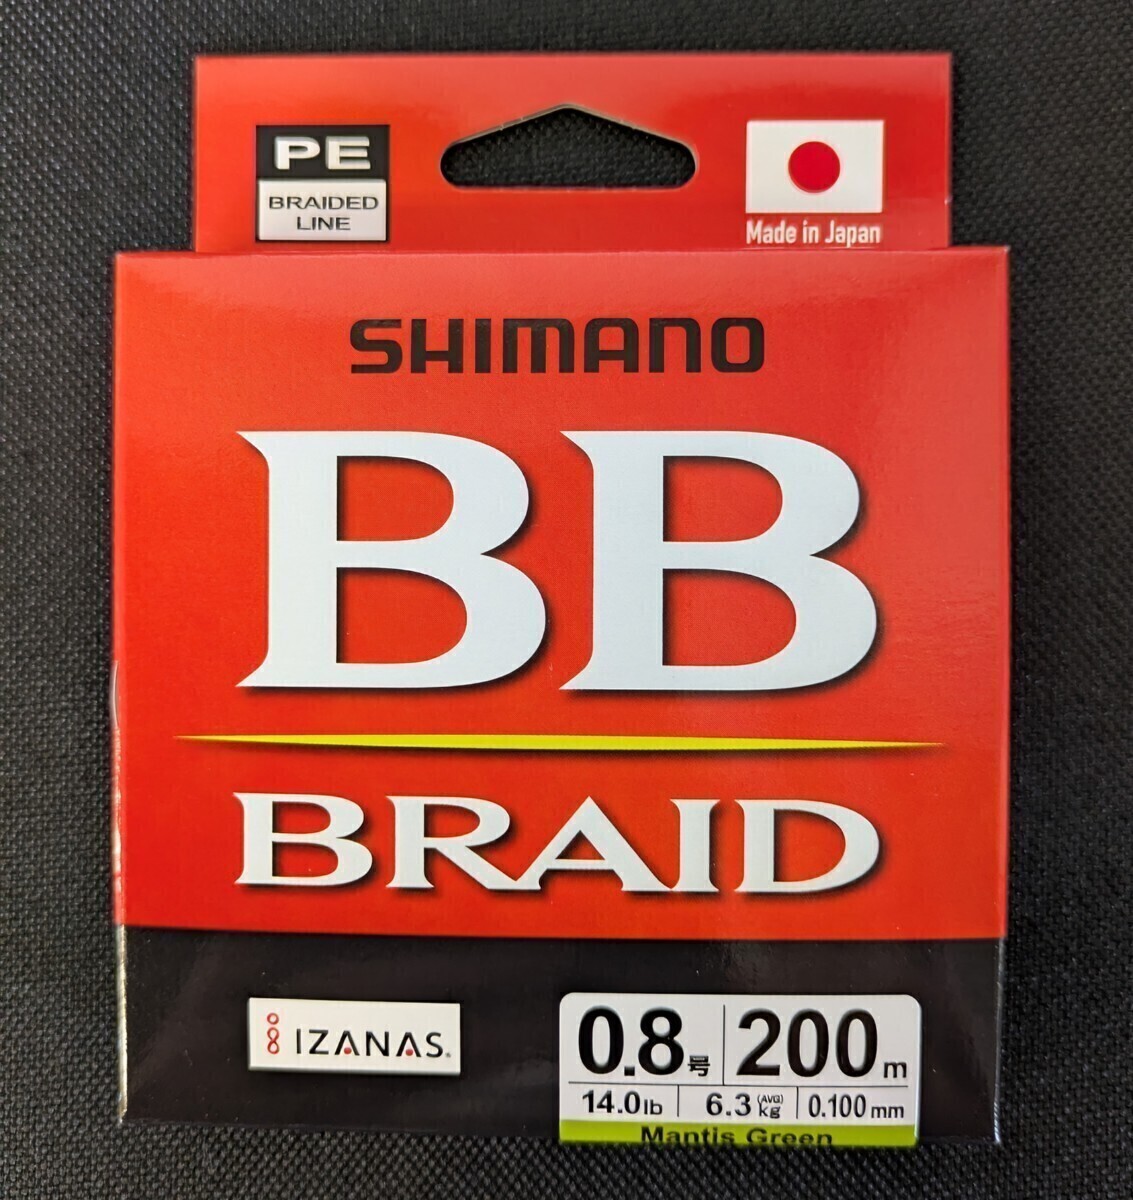 PE
BRAIDED
LINE
Made in Japan
SHIMANO
BB
BRAID
IZANAS®
0.8号 200m
14.0lb 6.3(AVG)kg 0.100mm
Mantis Green